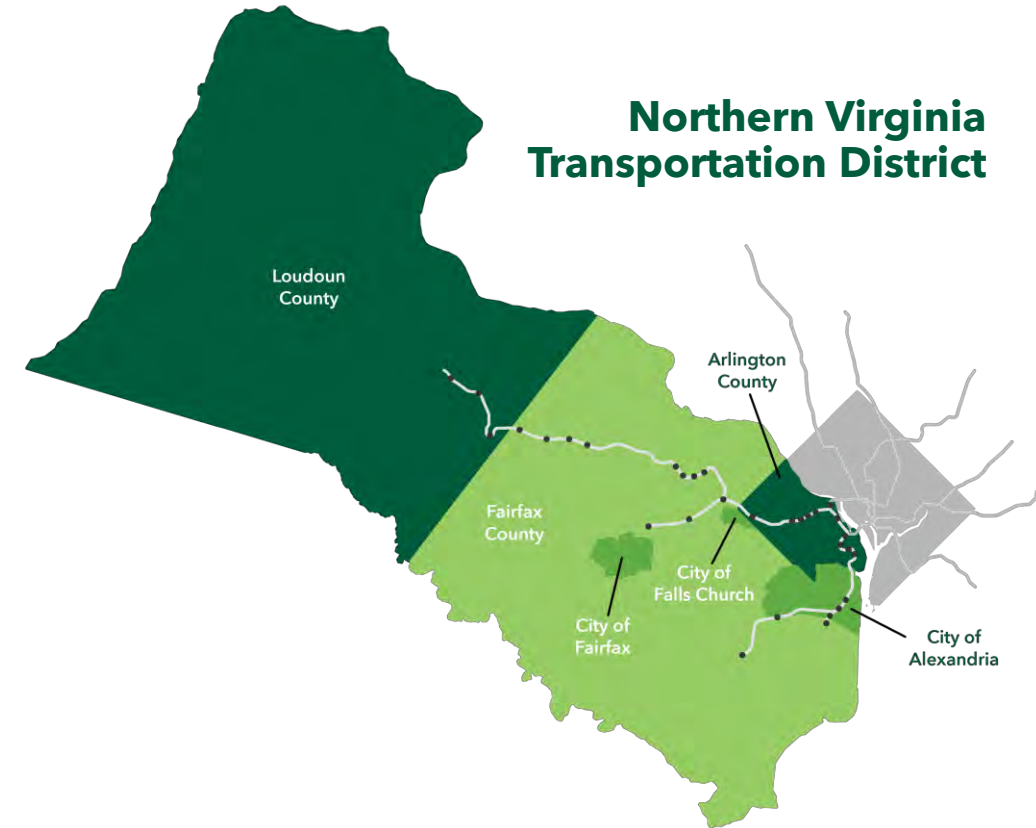 Northern Virginia
Transportation District
Loudoun
County
Arlington
County
Fairfax
County
City of
Falls Church
City of
Fairfax
City of
Alexandria